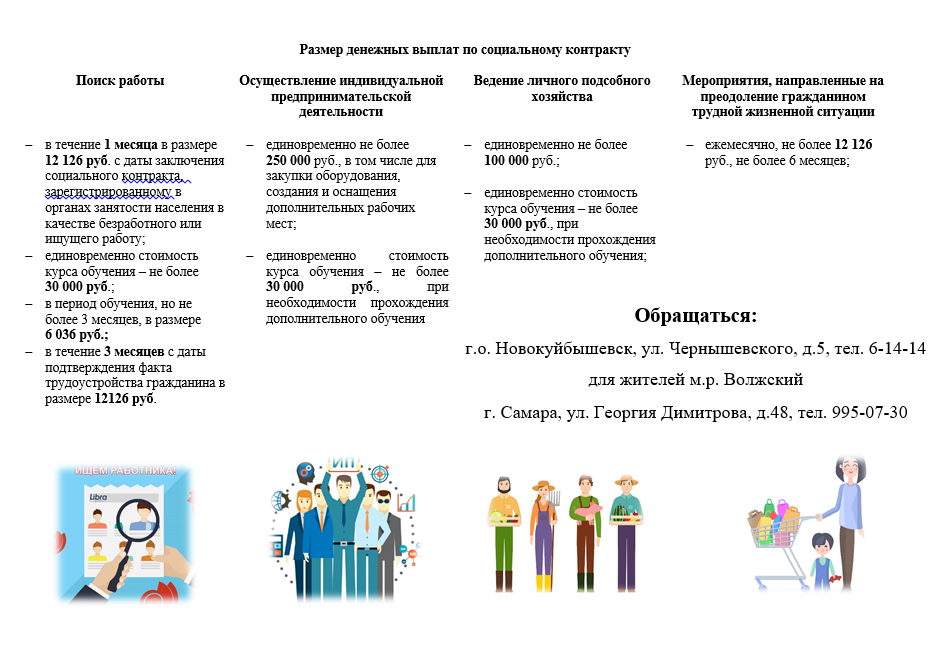 Размер денежных выплат по социальному контракту
Поиск работы
в течение 1 месяца в размере
12 126 руб. с даты заключения
социального контракта,
зарегистрированному в
органах занятости населения в
качестве безработного или
ищущего работу;
– единовременно стоимость
курса обучения – не более
30 000 руб.;
– в период обучения, но не
более 3 месяцев, в размере
6 036 руб.;
– в течение 3 месяцев с даты
подтверждения факта
трудоустройства гражданина в
размере 12126 руб.
Осуществление индивидуальной
предпринимательской
деятельности
– единовременно не более
250 000 руб., в том числе для
закупки оборудования,
создания и оснащения
дополнительных рабочих
мест;
– единовременно стоимость
курса обучения – не более
30 000 руб., при
необходимости прохождения
дополнительного обучения
Ведение личного подсобного
хозяйства
– единовременно не более
100 000 руб.;
– единовременно стоимость
курса обучения – не более
30 000 руб., при
необходимости прохождения
дополнительного обучения;
Мероприятия, направленные на
преодоление гражданином
трудной жизненной ситуации
– ежемесячно, не более 12 126
руб., не более 6 месяцев;
Обращаться:
г.о. Новокуйбышевск, ул. Чернышевского, д.5, тел. 6-14-14
для жителей м.р. Волжский
г. Самара, ул. Георгия Димитрова, д.48, тел. 995-07-30
ИЩЕМ РАБОТНИКА!
Libra
ИП